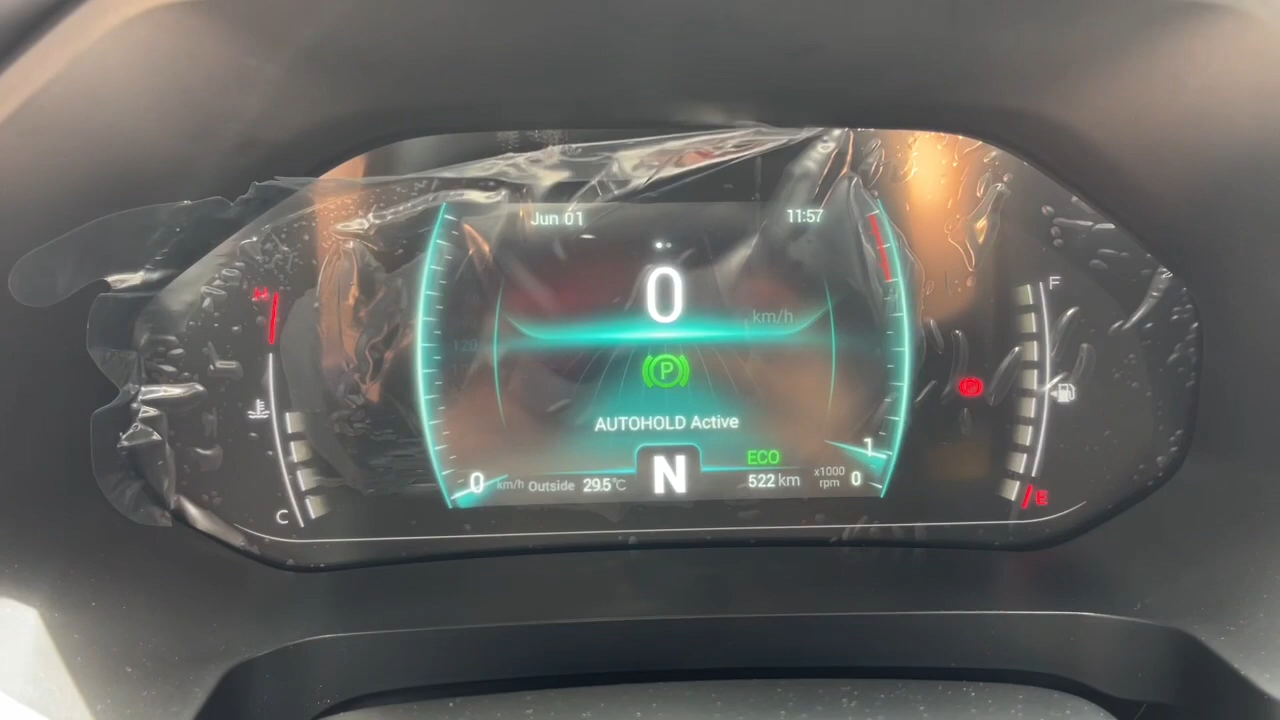 Jun 01
11:57
H
0
km/h
120
P
AUTOHOLD Active
ECO
0 km/h Outside 29.5°C
N
522 km
x1000 rpm
1
0
C
F
P
E